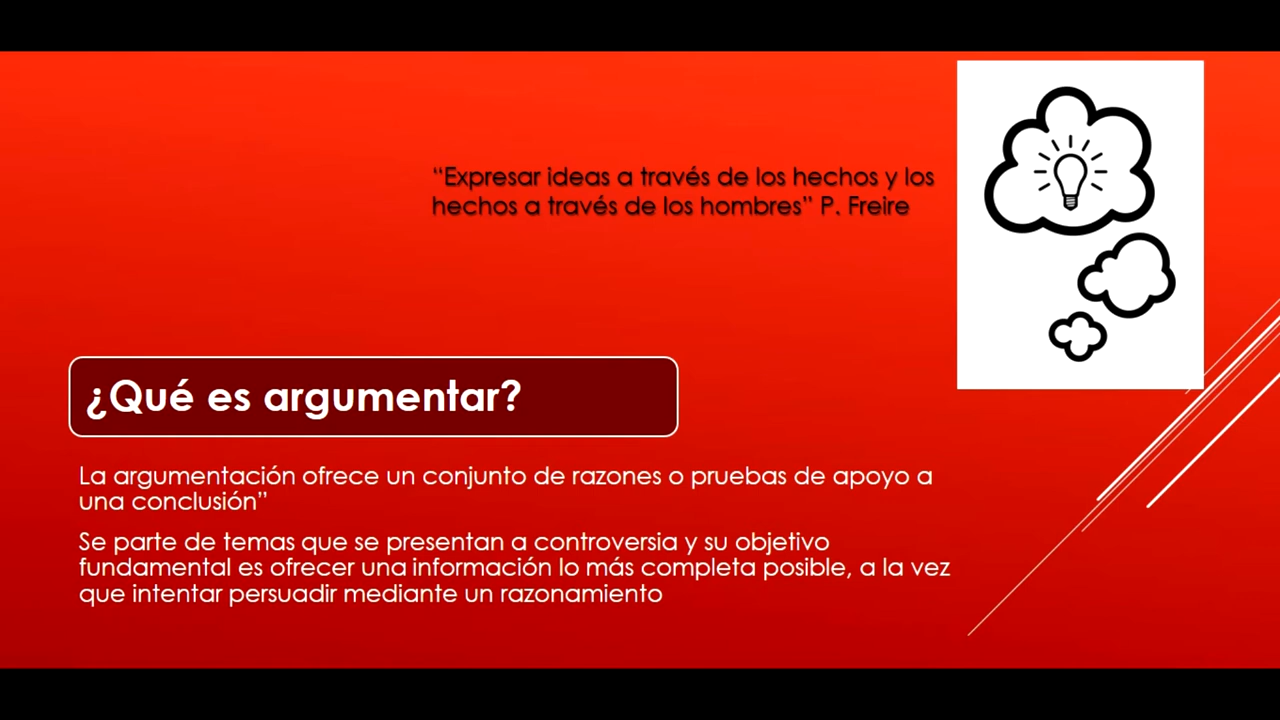 “Expresar ideas a través de los hechos y los
hechos a través de los hombres” P. Freire
¿Qué es argumentar?
La argumentación ofrece un conjunto de razones o pruebas de apoyo a
una conclusión”
Se parte de temas que se presentan a controversia y su objetivo
fundamental es ofrecer una información lo más completa posible, a la vez
que intentar persuadir mediante un razonamiento